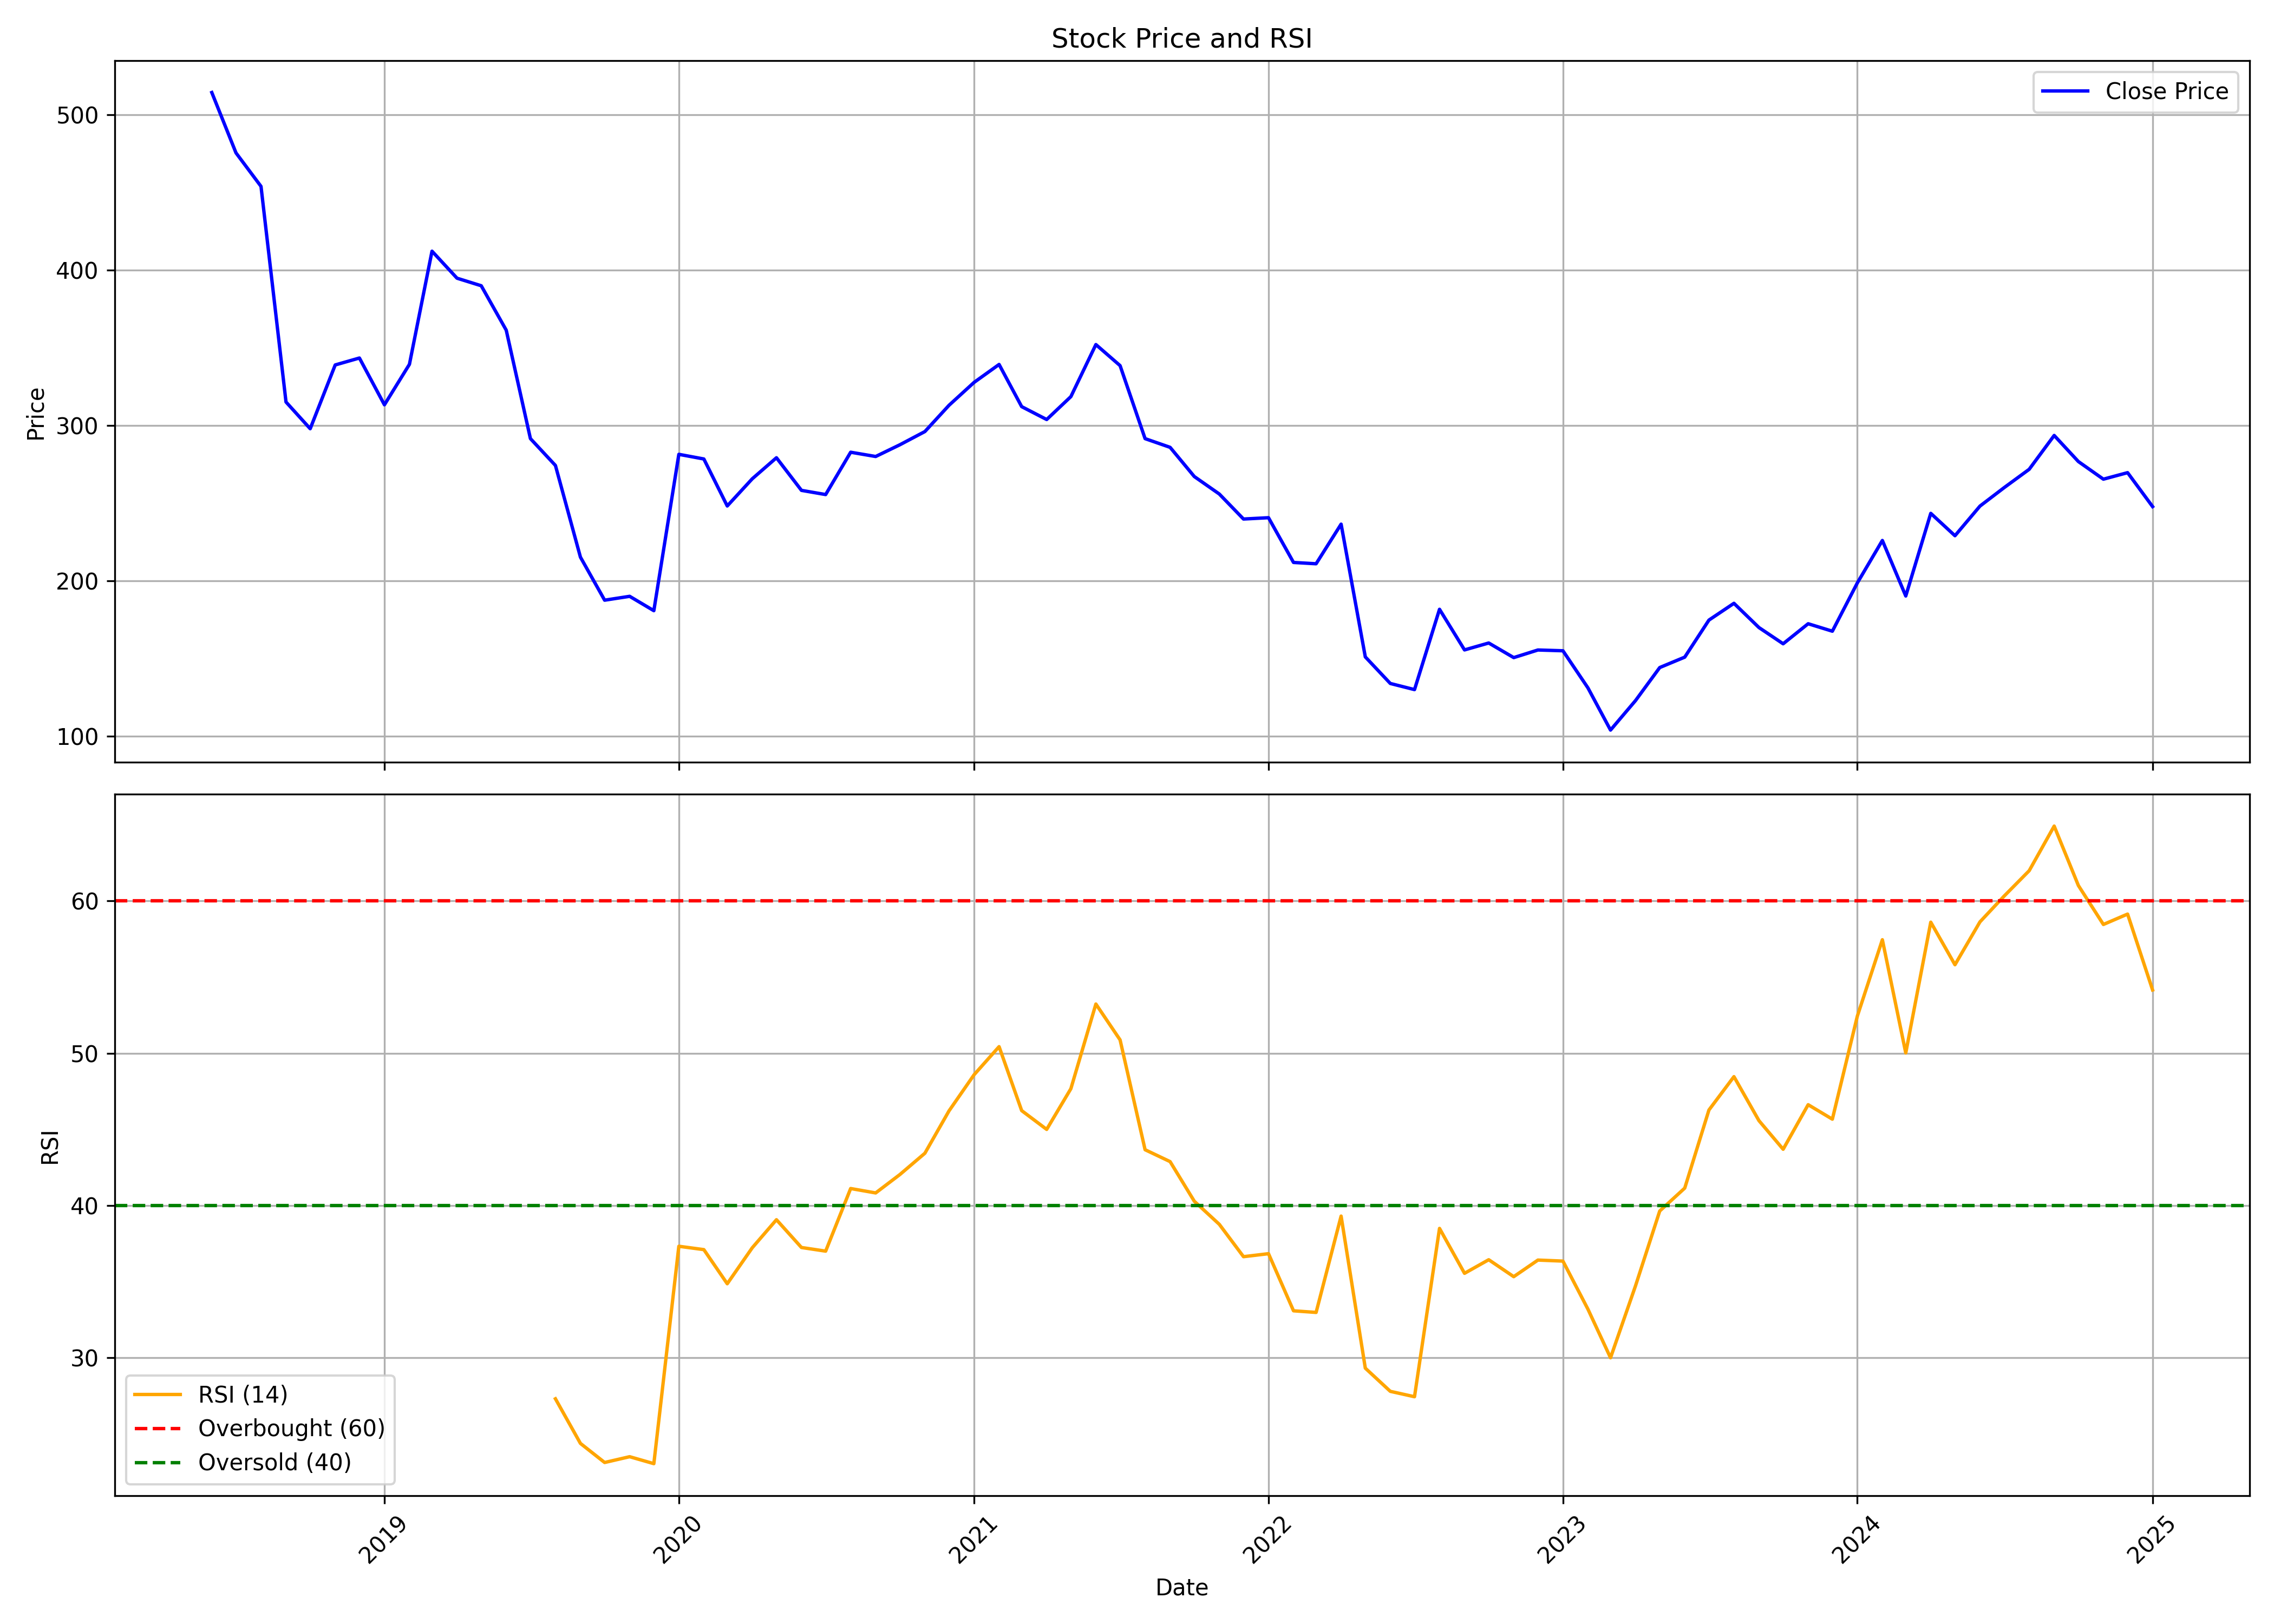 Stock Price and RSI
Close Price
500
400
300
200
100
Price
60
50
40
30
RSI
RSI (14)
Overbought (60)
Oversold (40)
2019
2020
2021
2022
2023
2024
2025
Date